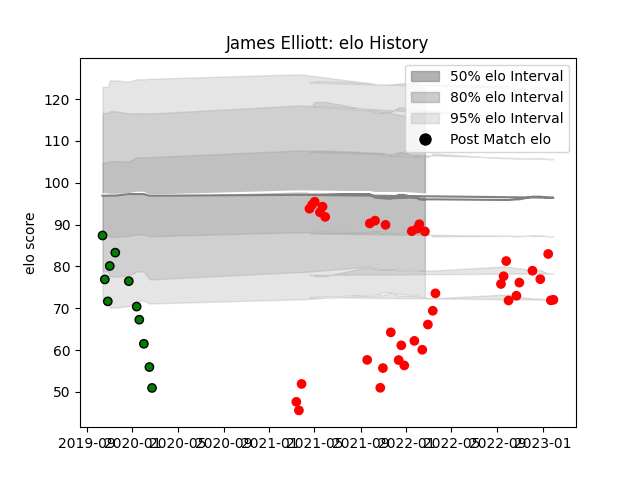 James Elliott: elo History
50% elo Interval
80% elo Interval
95% elo Interval
Post Match elo
elo score
120
110
100
90
80
70
60
50
2019-09 2020-01 2020-05 2020-09 2021-01 2021-05 2021-09 2022-01 2022-05 2022-09 2023-01